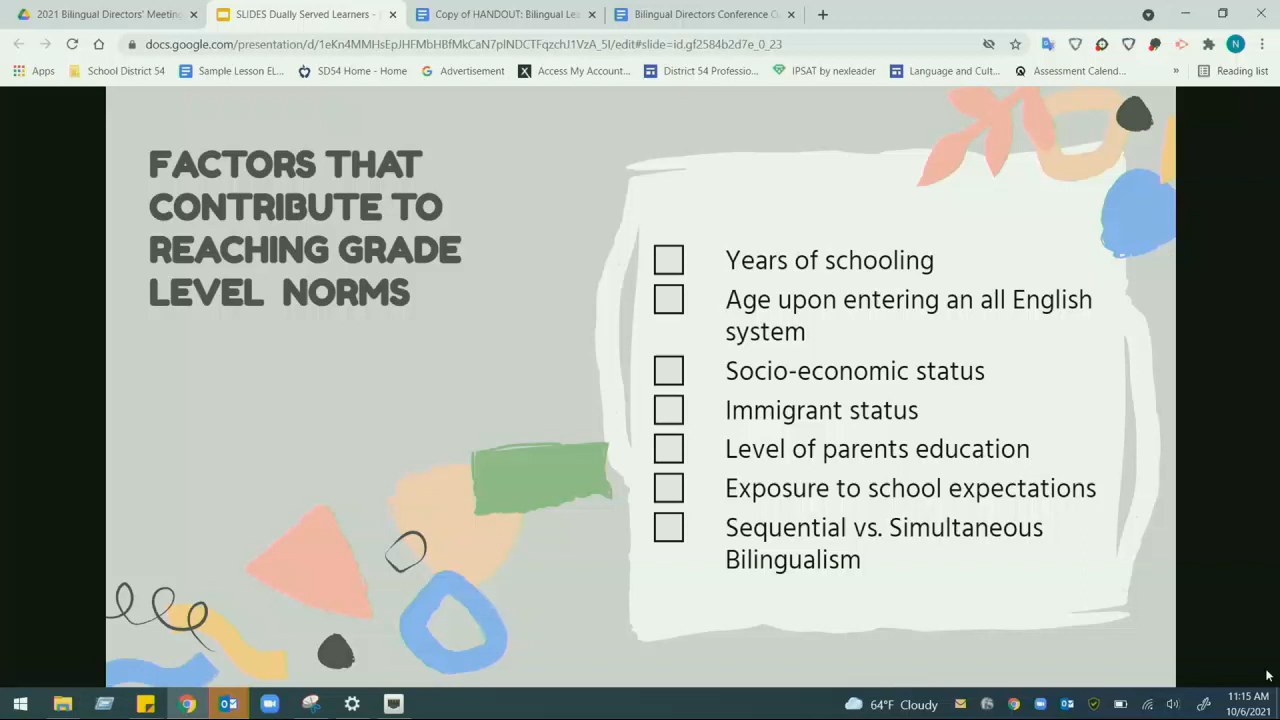 2021 Bilingual Directors' Meeting
SLIDES Dually Served Learners -
Copy of HANDOUT: Bilingual Lea
Bilingual Directors Conference C
docs.google.com/presentation/d/1eKn4MMHsEpJHFMbHBfMkCaN7plNDCTFqzchJ1VzA_5I/edit#slide=id.gf2584b2d7e_0_23
N
Apps
School District 54
Sample Lesson EL...
SD54 Home - Home
Advertisement
Access My Account...
District 54 Professio...
IPSAT by nexleader
Language and Cult...
Assessment Calend...
»
Reading list
FACTORS THAT
CONTRIBUTE TO
REACHING GRADE
LEVEL NORMS
Years of schooling
Age upon entering an all English
system
Socio-economic status
Immigrant status
Level of parents education
Exposure to school expectations
Sequential vs. Simultaneous
Bilingualism
64°F Cloudy
11:15 AM
10/6/2021